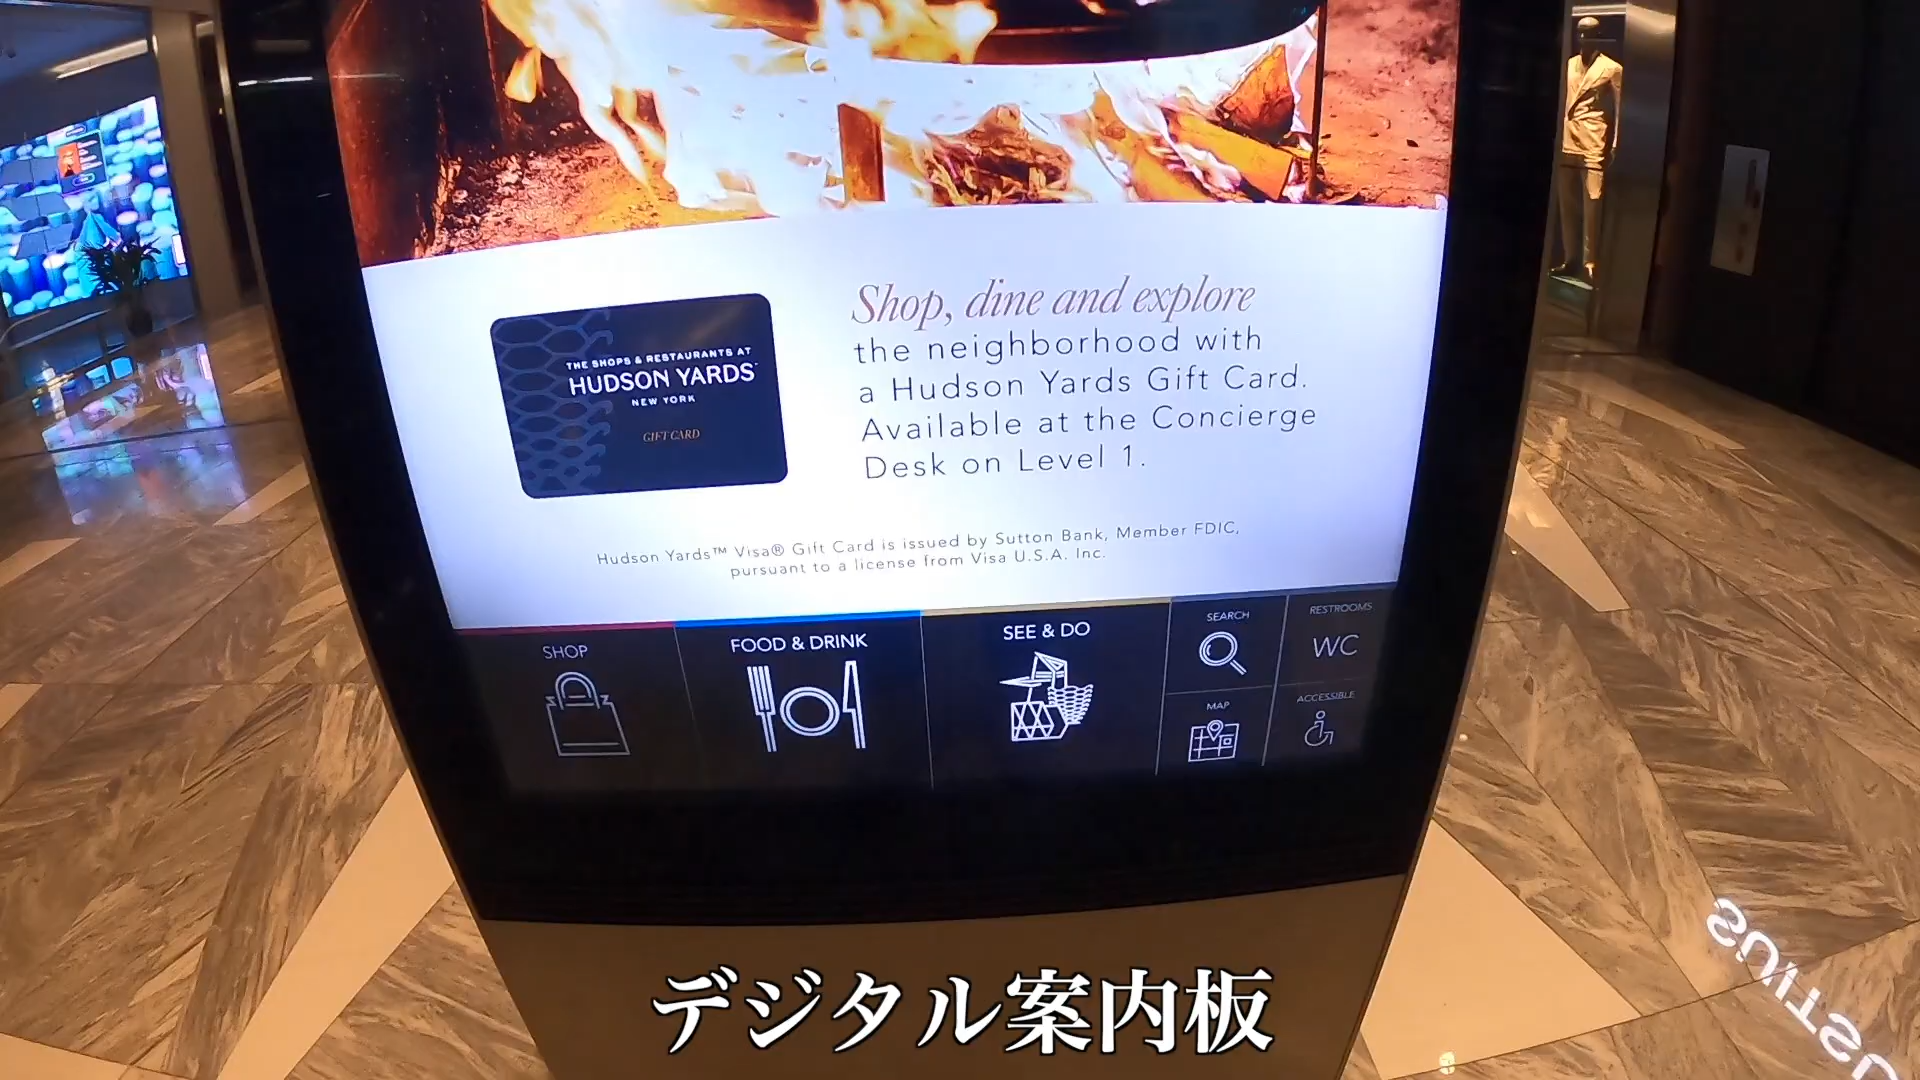 THE SHOPS & RESTAURANTS AT
HUDSON YARDS
NEW YORK
GIFT CARD
Shop, dine and explore
the neighborhood with
a Hudson Yards Gift Card.
Available at the Concierge
Desk on Level 1.
Hudson Yards™ Visa® Gift Card is issued by Sutton Bank, Member FDIC,
pursuant to a license from Visa U.S.A. Inc.
SHOP
FOOD & DRINK
SEE & DO
SEARCH
RESTROOMS
WC
MAP
ACCESSIBLE
デジタル案内板